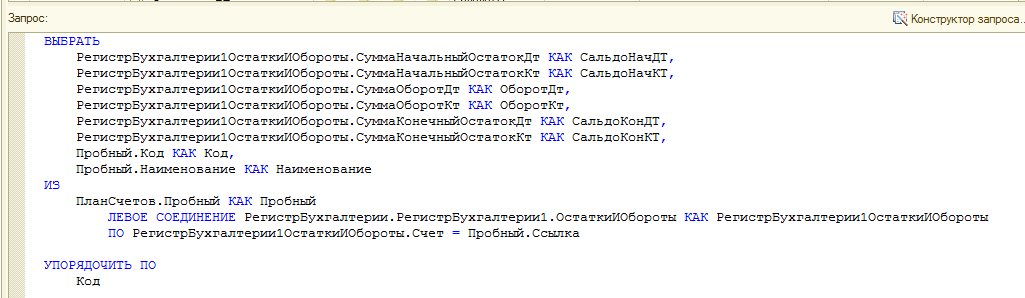 Запрос:
Конструктор запроса...
ВЫБРАТЬ
РегистрБухгалтерии1ОстаткиИОбороты.СуммаНачальныйОстатокДт КАК СальдоНачДТ,
РегистрБухгалтерии1ОстаткиИОбороты.СуммаНачальныйОстатокКт КАК СальдоНачКТ,
РегистрБухгалтерии1ОстаткиИОбороты.СуммаОборотДт КАК ОборотДт,
РегистрБухгалтерии1ОстаткиИОбороты.СуммаОборотКт КАК ОборотКт,
РегистрБухгалтерии1ОстаткиИОбороты.СуммаКонечныйОстатокДт КАК СальдоКонДТ,
РегистрБухгалтерии1ОстаткиИОбороты.СуммаКонечныйОстатокКт КАК СальдоКонКТ,
Пробный.Код КАК Код,
Пробный.Наименование КАК Наименование
ИЗ
ПланСчетов.Пробный КАК Пробный
ЛЕВОЕ СОЕДИНЕНИЕ РегистрБухгалтерии.РегистрБухгалтерии1.ОстаткиИОбороты КАК РегистрБухгалтерии1ОстаткиИОбороты
ПО РегистрБухгалтерии1ОстаткиИОбороты.Счет = Пробный.Ссылка
УПОРЯДОЧИТЬ ПО
Код